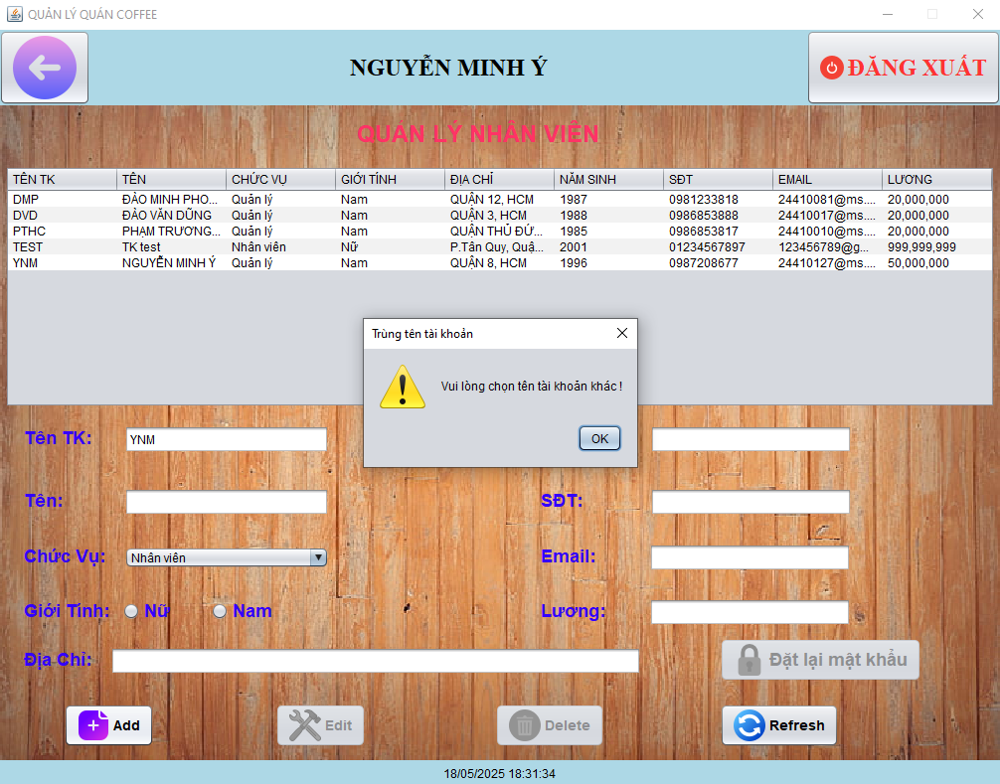 QUẢN LÝ QUÁN COFFEE
NGUYỄN MINH Ý
ĐĂNG XUẤT
QUẢN LÝ NHÂN VIÊN
TÊN TK TÊN CHỨC VỤ GIỚI TÍNH ĐỊA CHỈ NĂM SINH SĐT EMAIL LƯƠNG
DMP ĐÀO MINH PHO... Quản lý Nam QUẬN 12, HCM 1987 0981233818 24410081@ms.... 20,000,000
DVD ĐÀO VĂN DŨNG Quản lý Nam QUẬN 3, HCM 1988 0986853888 24410017@ms.... 20,000,000
PTHC PHẠM TRƯƠNG... Quản lý Nam QUẬN THỦ ĐỨ... 1985 0986853817 24410010@ms.... 20,000,000
TEST TK test Nhân viên Nữ P.Tân Quy, Quậ... 2001 01234567897 123456789@g... 999,999,999
YNM NGUYỄN MINH Ý Quản lý Nam QUẬN 8, HCM 1996 0987208677 24410127@ms.... 50,000,000
Trùng tên tài khoản
Vui lòng chọn tên tài khoản khác !
OK
Tên TK: YNM
Tên: SĐT:
Chức Vụ: Nhân viên Email:
Giới Tính: Nữ Nam Lương:
Địa Chỉ: Đặt lại mật khẩu
Add Edit Delete Refresh
18/05/2025 18:31:34